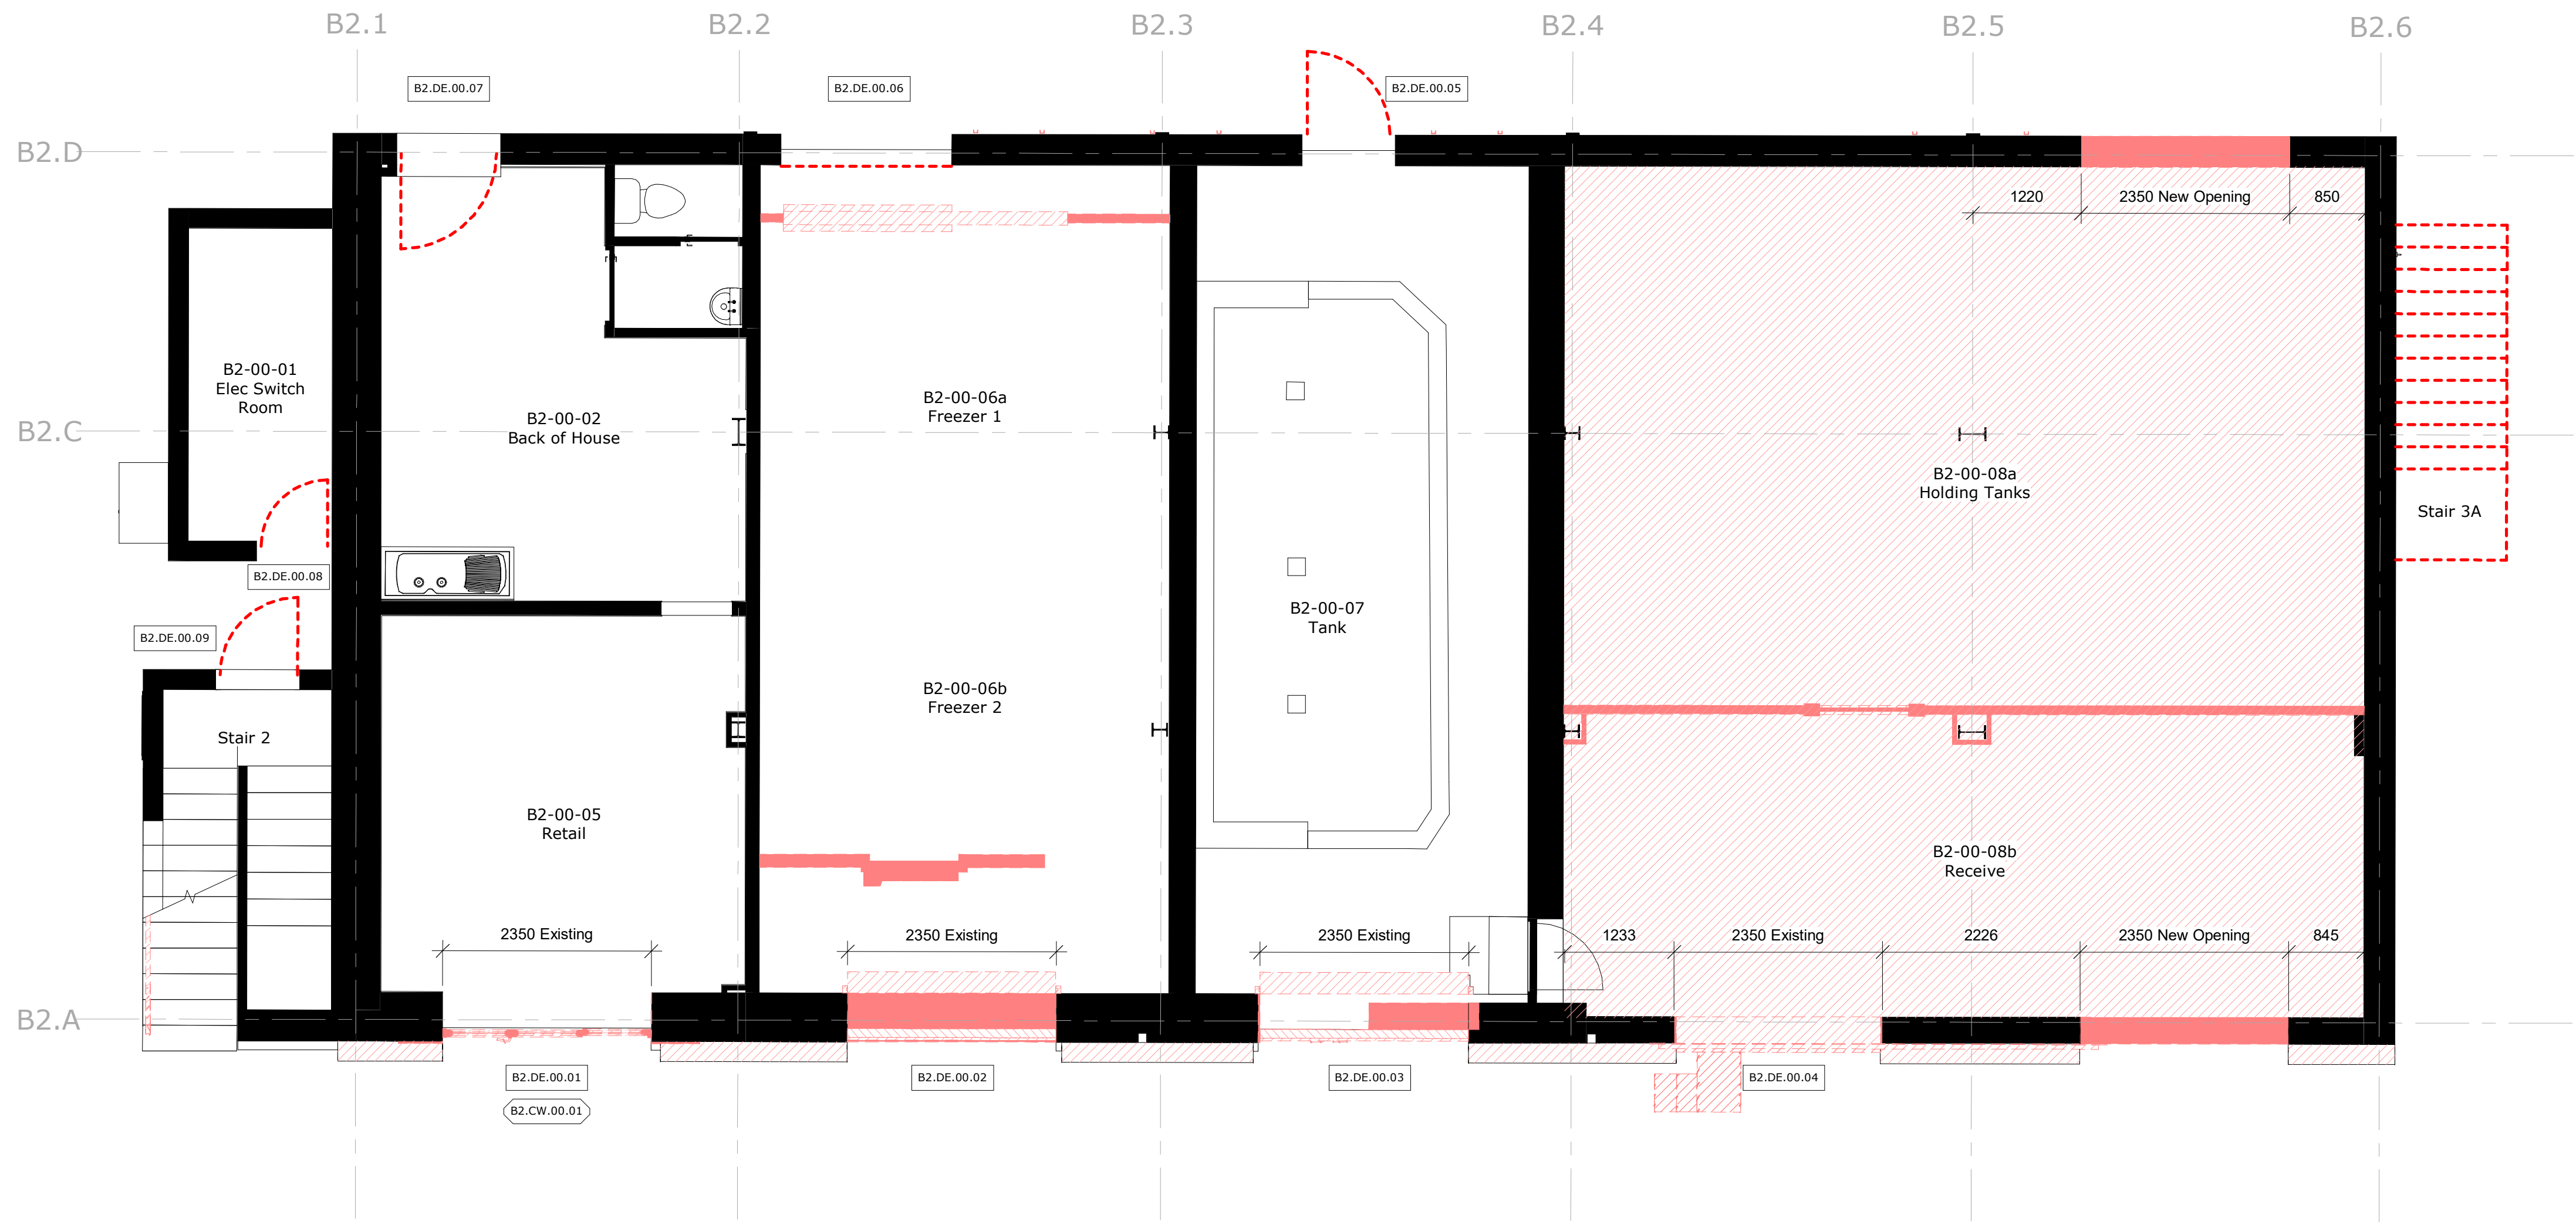 B2.1
B2.2
B2.3
B2.4
B2.5
B2.6
B2.DE.00.07
B2.DE.00.06
B2.DE.00.05
B2.D
1220
2350 New Opening
850
B2-00-01
Elec Switch
Room
B2-00-02
Back of House
B2-00-06a
Freezer 1
B2.C
B2-00-08a
Holding Tanks
Stair 3A
B2.DE.00.08
B2.DE.00.09
B2-00-07
Tank
B2-00-06b
Freezer 2
Stair 2
B2-00-05
Retail
B2-00-08b
Receive
2350 Existing
2350 Existing
2350 Existing
1233
2350 Existing
2226
2350 New Opening
845
B2.A
B2.DE.00.01
B2.DE.00.02
B2.DE.00.03
B2.DE.00.04
B2.CW.00.01